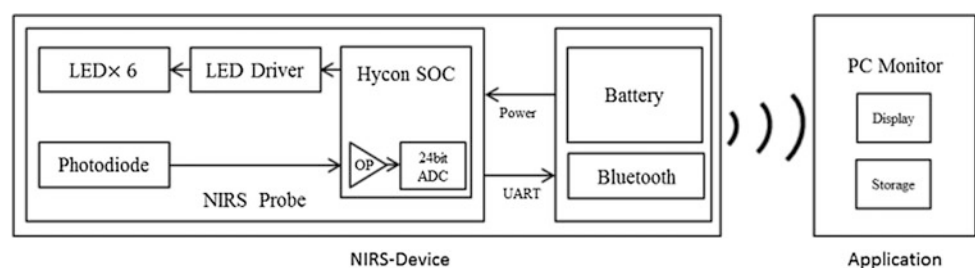 LED× 6
LED Driver
Hycon SOC
Photodiode
OP
24bit
ADC
NIRS Probe
Power
UART
Battery
Bluetooth
PC Monitor
Display
Storage
NIRS-Device
Application